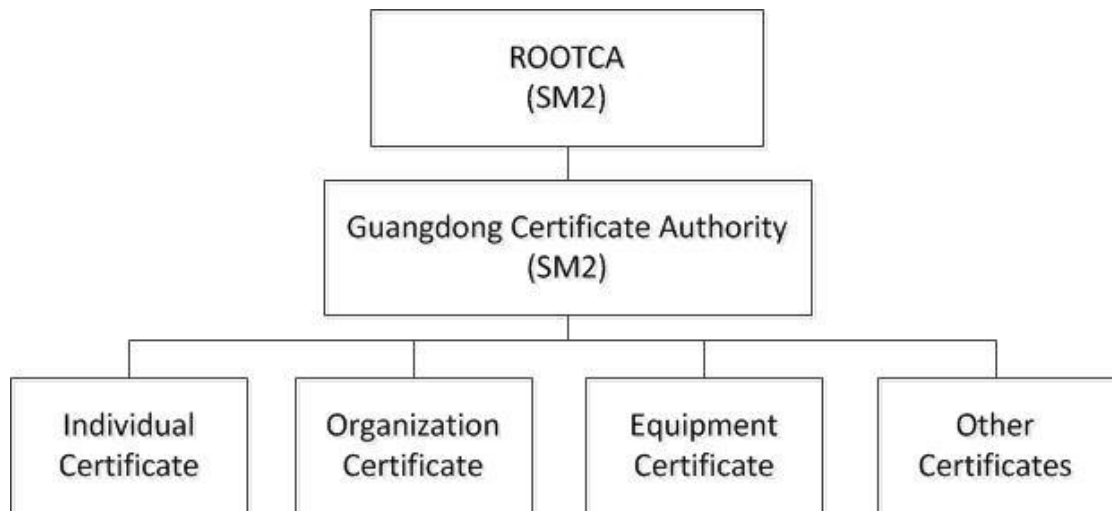 ROOTCA
(SM2)
Guangdong Certificate Authority
(SM2)
Individual
Certificate
Organization
Certificate
Equipment
Certificate
Other
Certificates